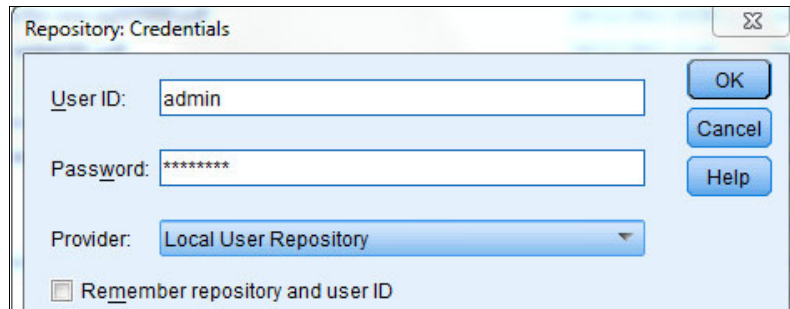 Repository: Credentials
User ID: admin
OK
Cancel
Password: ********
Help
Provider: Local User Repository
Remember repository and user ID